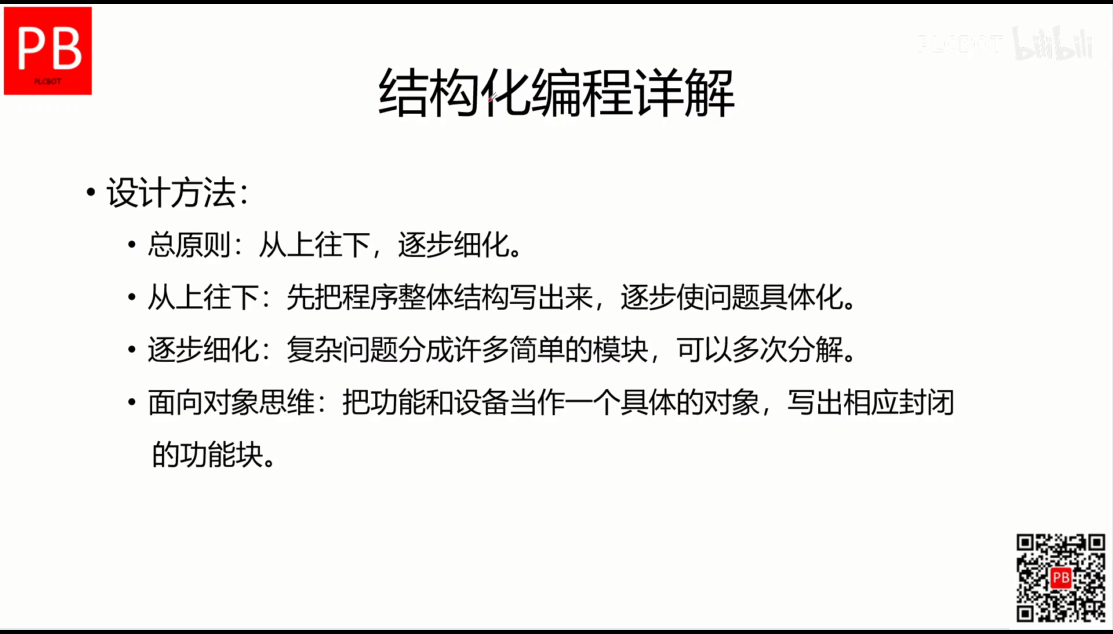 PB
PLCBOT
bilibili
结构化编程详解
• 设计方法：
• 总原则：从上往下，逐步细化。
• 从上往下：先把程序整体结构写出来，逐步使问题具体化。
• 逐步细化：复杂问题分成许多简单的模块，可以多次分解。
• 面向对象思维：把功能和设备当作一个具体的对象，写出相应封闭
的功能块。
PB